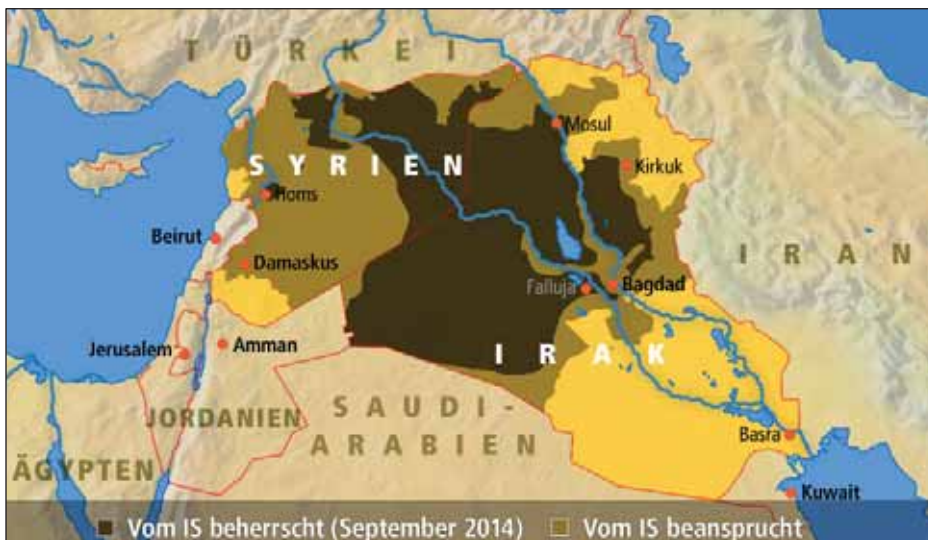 TÜRKEI
Mosul
SYRIEN
Kirkuk
Homs
Beirut
IRAN
Damaskus
Falluja
Bagdad
Jerusalem
Amman
IRAK
JORDANIEN
SAUDI-
ARABIEN
Basra
ÄGYPTEN
Kuwait
Vom IS beherrscht (September 2014) Vom IS beansprucht